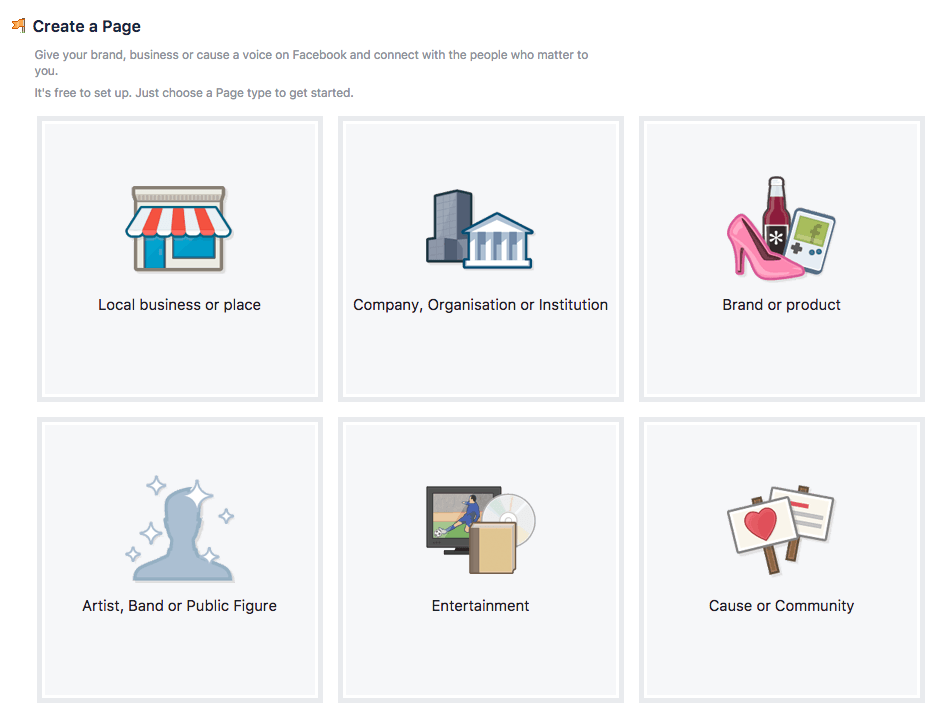 Create a Page
Give your brand, business or cause a voice on Facebook and connect with the people who matter to
you.
It's free to set up. Just choose a Page type to get started.
Local business or place
Company, Organisation or Institution
Brand or product
Artist, Band or Public Figure
Entertainment
Cause or Community